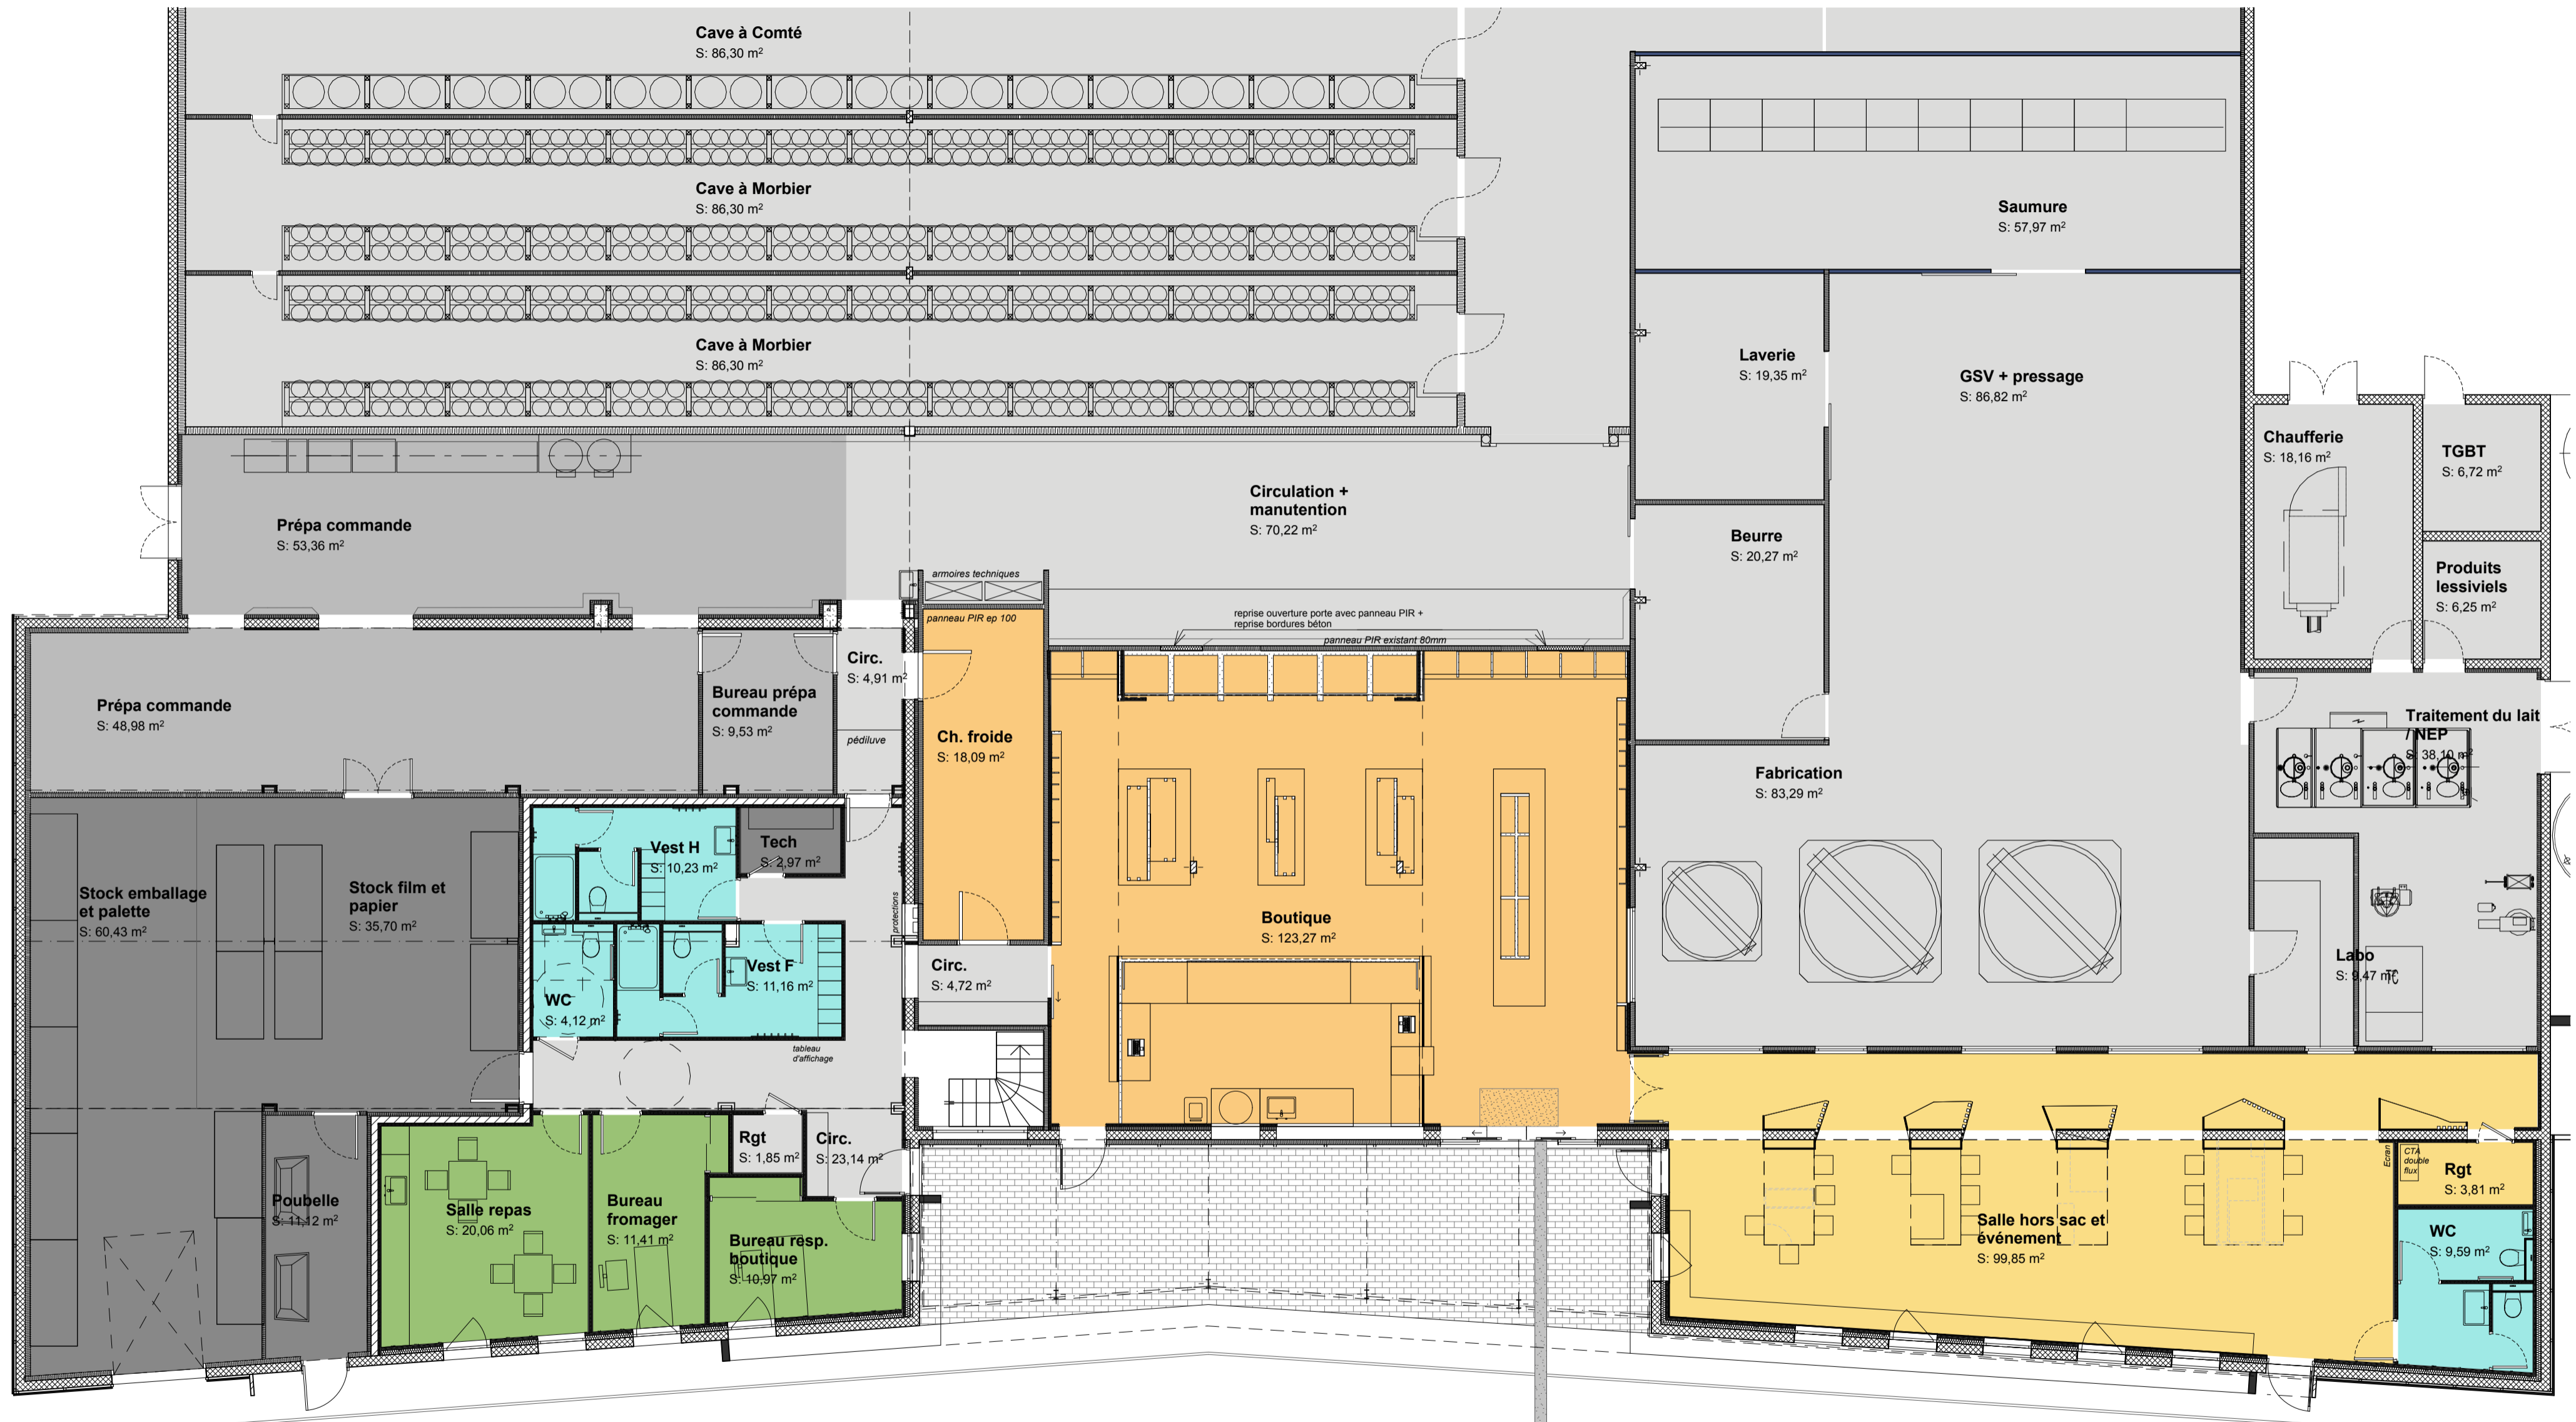 Cave à Comté
S: 86,30 m²
Cave à Morbier
S: 86,30 m²
Cave à Morbier
S: 86,30 m²
Saumure
S: 57,97 m²
Laverie
S: 19,35 m²
GSV + pressage
S: 86,82 m²
Chaufferie
S: 18,16 m²
TGBT
S: 6,72 m²
Produits
lessiviels
S: 6,25 m²
Prépa commande
S: 53,36 m²
Circulation +
manutention
S: 70,22 m²
Beurre
S: 20,27 m²
armoires techniques
panneau PIR ep 100
reprise ouverture porte avec panneau PIR +
reprise bordures béton
panneau PIR existant 80mm
Prépa commande
S: 48,98 m²
Bureau prépa
commande
S: 9,53 m²
Circ.
S: 4,91 m²
pédiluve
Ch. froide
S: 18,09 m²
Traitement du lait
/ NEP
S: 38,10 m²
Fabrication
S: 83,29 m²
Stock emballage
et palette
S: 60,43 m²
Stock film et
papier
S: 35,70 m²
Vest H
S: 10,23 m²
Tech
S: 2,97 m²
protections
Boutique
S: 123,27 m²
Vest F
S: 11,16 m²
WC
S: 4,12 m²
Circ.
S: 4,72 m²
Labo
S: 9,47 m²
tableau
d'affichage
Rgt
S: 1,85 m²
Circ.
S: 23,14 m²
Poubelle
S: 11,12 m²
Salle repas
S: 20,06 m²
Bureau
fromager
S: 11,41 m²
Bureau resp.
boutique
S: 10,97 m²
Ecran
CTA
double
flux
Rgt
S: 3,81 m²
Salle hors sac et
événement
S: 99,85 m²
WC
S: 9,59 m²